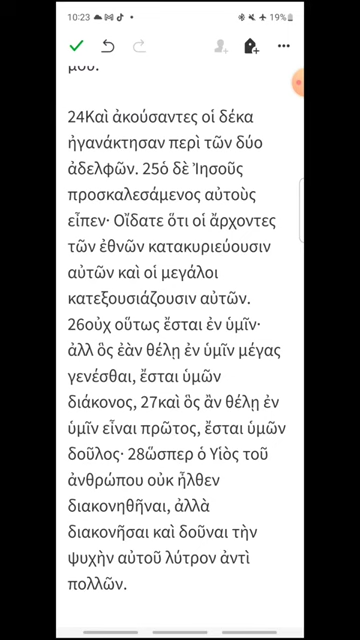 10:23
19%
μου.
24Καὶ ἀκούσαντες οἱ δέκα
ἠγανάκτησαν περὶ τῶν δύο
ἀδελφῶν. 25ὁ δὲ Ἰησοῦς
προσκαλεσάμενος αὐτοὺς
εἶπεν· Οἴδατε ὅτι οἱ ἄρχοντες
τῶν ἐθνῶν κατακυριεύουσιν
αὐτῶν καὶ οἱ μεγάλοι
κατεξουσιάζουσιν αὐτῶν.
26οὐχ οὕτως ἔσται ἐν ὑμῖν·
ἀλλ ὃς ἐὰν θέλῃ ἐν ὑμῖν μέγας
γενέσθαι, ἔσται ὑμῶν
διάκονος, 27καὶ ὃς ἂν θέλῃ ἐν
ὑμῖν εἶναι πρῶτος, ἔσται ὑμῶν
δοῦλος· 28ὥσπερ ὁ Υἱὸς τοῦ
ἀνθρώπου οὐκ ἦλθεν
διακονηθῆναι, ἀλλὰ
διακονῆσαι καὶ δοῦναι τὴν
ψυχὴν αὐτοῦ λύτρον ἀντὶ
πολλῶν.